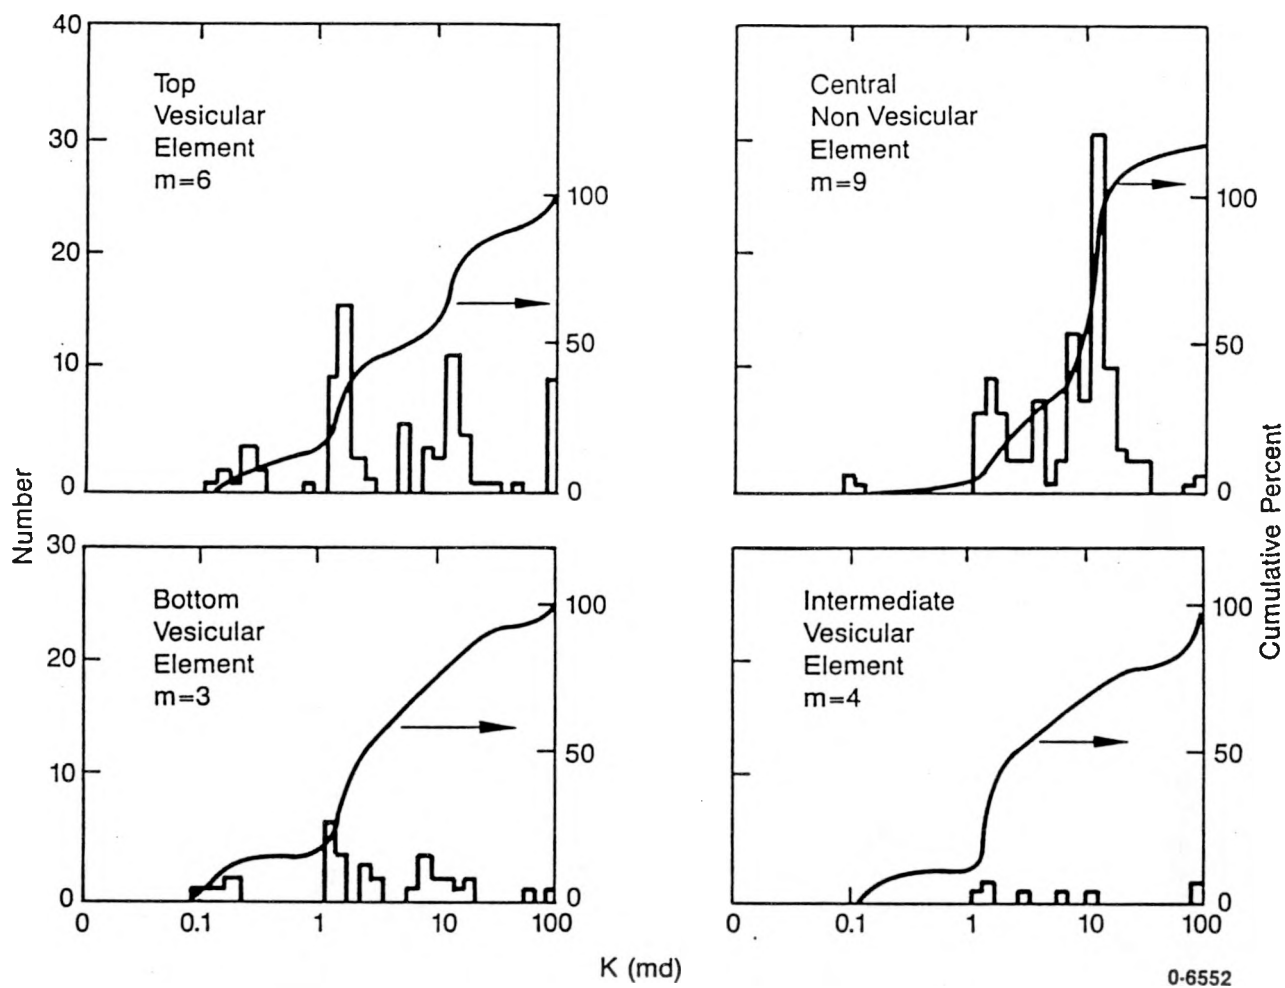 40
30
20
10
0
Top
Vesicular
Element
m=6
100
50
0
Central
Non Vesicular
Element
m=9
100
50
0
Number
30
20
10
0
Bottom
Vesicular
Element
m=3
100
50
0
0 0.1 1 10 100
Intermediate
Vesicular
Element
m=4
100
50
0
0 0.1 1 10 100
Cumulative Percent
K (md)
0-6552